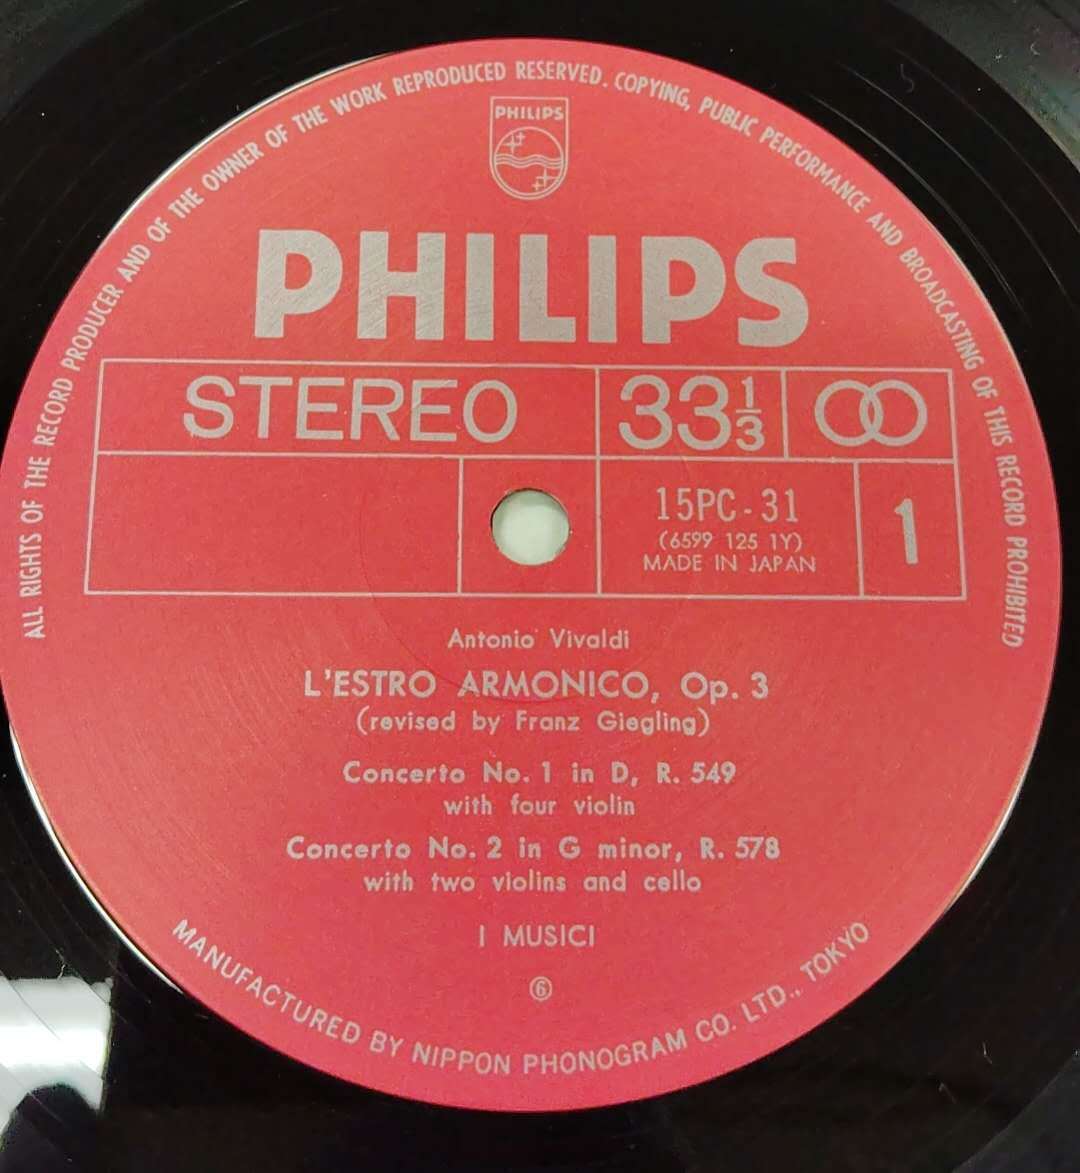 ALL RIGHTS OF THE RECORD PRODUCER AND OF THE OWNER OF THE WORK REPRODUCED RESERVED. COPYING, PUBLIC PERFORMANCE AND BROADCASTING OF THIS RECORD PROHIBITED
PHILIPS
PHILIPS
STEREO
33 1/3
15PC-31
(6599 125 1Y)
MADE IN JAPAN
1
Antonio Vivaldi
L'ESTRO ARMONICO, Op. 3
(revised by Franz Giegling)
Concerto No. 1 in D, R. 549
with four violin
Concerto No. 2 in G minor, R. 578
with two violins and cello
I MUSICI
⑥
MANUFACTURED BY NIPPON PHONOGRAM CO. LTD., TOKYO